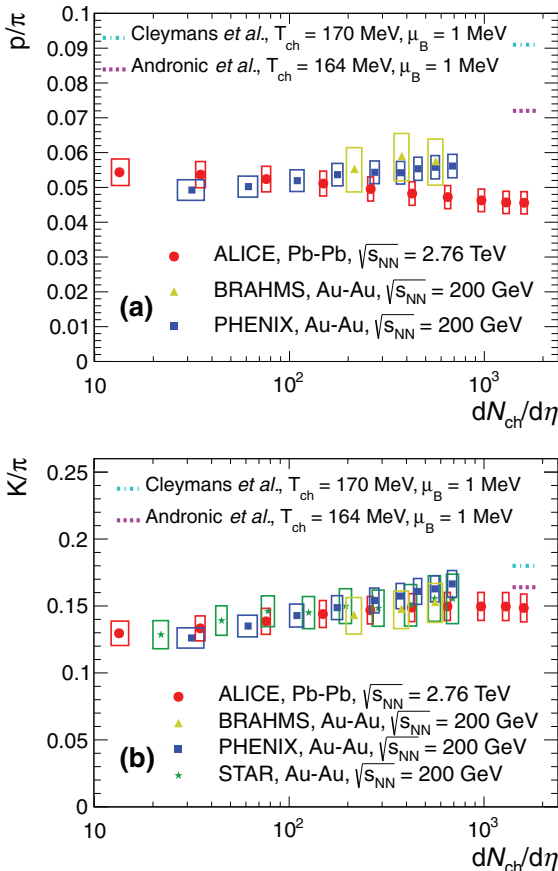 p/π
0.1
0.09
0.08
0.07
0.06
0.05
0.04
0.03
0.02
0.01
0
Cleymans et al., T_ch = 170 MeV, μ_B = 1 MeV
Andronic et al., T_ch = 164 MeV, μ_B = 1 MeV
ALICE, Pb-Pb, √s_NN = 2.76 TeV
BRAHMS, Au-Au, √s_NN = 200 GeV
(a)
PHENIX, Au-Au, √s_NN = 200 GeV
10 10² 10³
dN_ch/dη
K/π
0.25
0.2
0.15
0.1
0.05
0
Cleymans et al., T_ch = 170 MeV, μ_B = 1 MeV
Andronic et al., T_ch = 164 MeV, μ_B = 1 MeV
ALICE, Pb-Pb, √s_NN = 2.76 TeV
BRAHMS, Au-Au, √s_NN = 200 GeV
PHENIX, Au-Au, √s_NN = 200 GeV
(b)
STAR, Au-Au, √s_NN = 200 GeV
10 10² 10³
dN_ch/dη